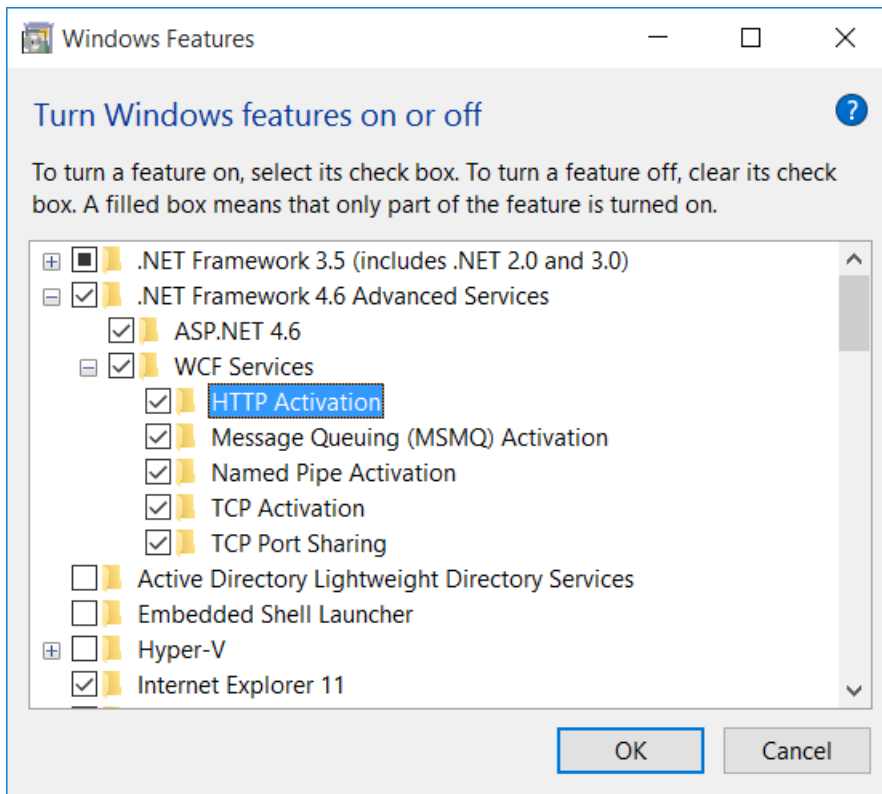 Windows Features
Turn Windows features on or off
?
To turn a feature on, select its check box. To turn a feature off, clear its check
box. A filled box means that only part of the feature is turned on.
.NET Framework 3.5 (includes .NET 2.0 and 3.0)
.NET Framework 4.6 Advanced Services
ASP.NET 4.6
WCF Services
HTTP Activation
Message Queuing (MSMQ) Activation
Named Pipe Activation
TCP Activation
TCP Port Sharing
Active Directory Lightweight Directory Services
Embedded Shell Launcher
Hyper-V
Internet Explorer 11
OK Cancel